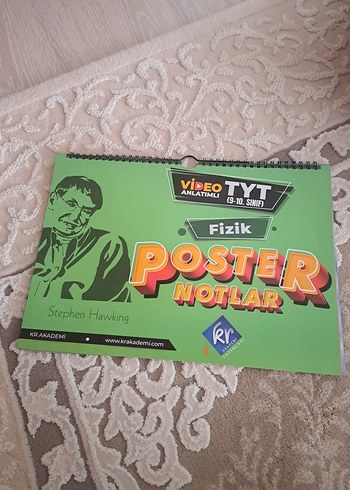 VİDEO
ANLATIMLI
TYT
(9-10. SINIF)
Fizik
POSTER
NOTLAR
Stephen Hawking
KR AKADEMİ
www.krakademi.com
kr